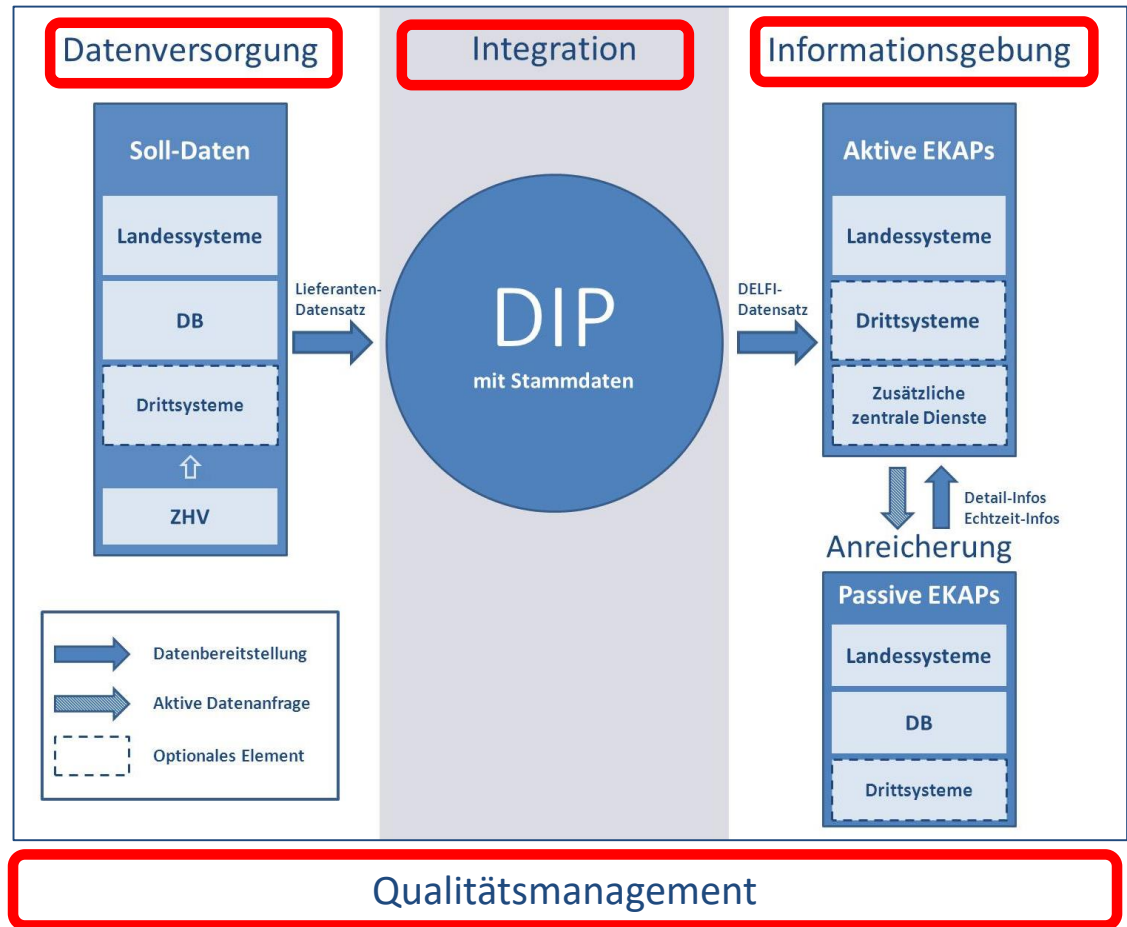 Datenversorgung
Integration
Informationsgebung
Soll-Daten
Landessysteme
DB
Drittsysteme
ZHV
Lieferanten-
Datensatz
DIP
mit Stammdaten
DELFI-
Datensatz
Aktive EKAPs
Landessysteme
Drittsysteme
Zusätzliche
zentrale Dienste
Detail-Infos
Echtzeit-Infos
Anreicherung
Passive EKAPs
Landessysteme
DB
Drittsysteme
Datenbereitstellung
Aktive Datenanfrage
Optionales Element
Qualitätsmanagement